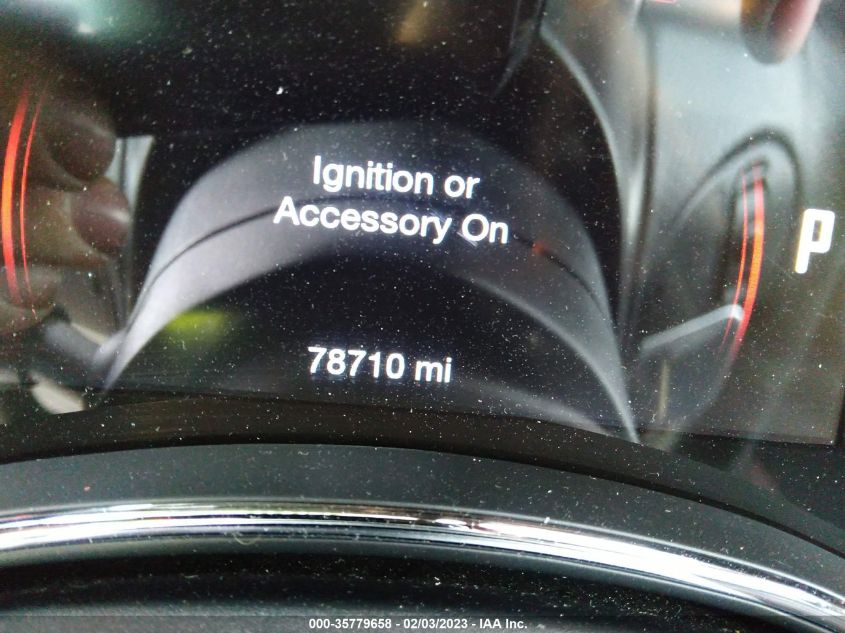 Ignition or
Accessory On
P
78710 mi
000-35779658 - 02/03/2023 - IAA Inc.